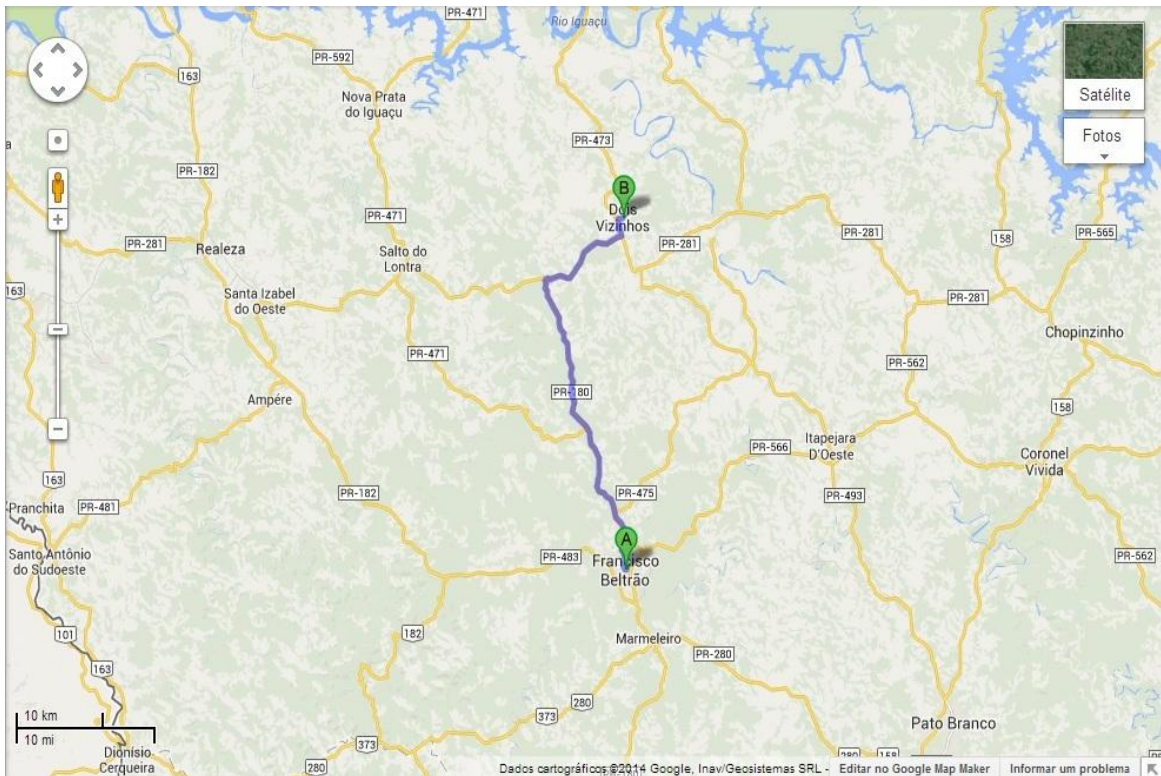 PR-471
Rio Iguaçu
163
PR-592
Nova Prata
do Iguaçu
Satélite
Fotos
PR-473
PR-182
B
Dois
Vizinhos
PR-471
PR-281
Realeza
Salto do
Lontra
PR-281
PR-281
158
PR-565
163
Santa Izabel
do Oeste
PR-281
Chopinzinho
PR-471
PR-562
PR-180
Ampére
158
PR-566
Itapejara
D'Oeste
Coronel
Vivida
163
PR-182
PR-475
PR-493
Pranchita
PR-481
A
Santo Antônio
do Sudoeste
PR-483
Francisco
Beltrão
PR-562
101
182
Marmeleiro
PR-280
163
280
373
Pato Branco
10 km
10 mi
373
Dionísio
Cerqueira
280
280
158
Dados cartográficos ©2014 Google, Inav/Geosistemas SRL - Editar no Google Map Maker Informar um problema